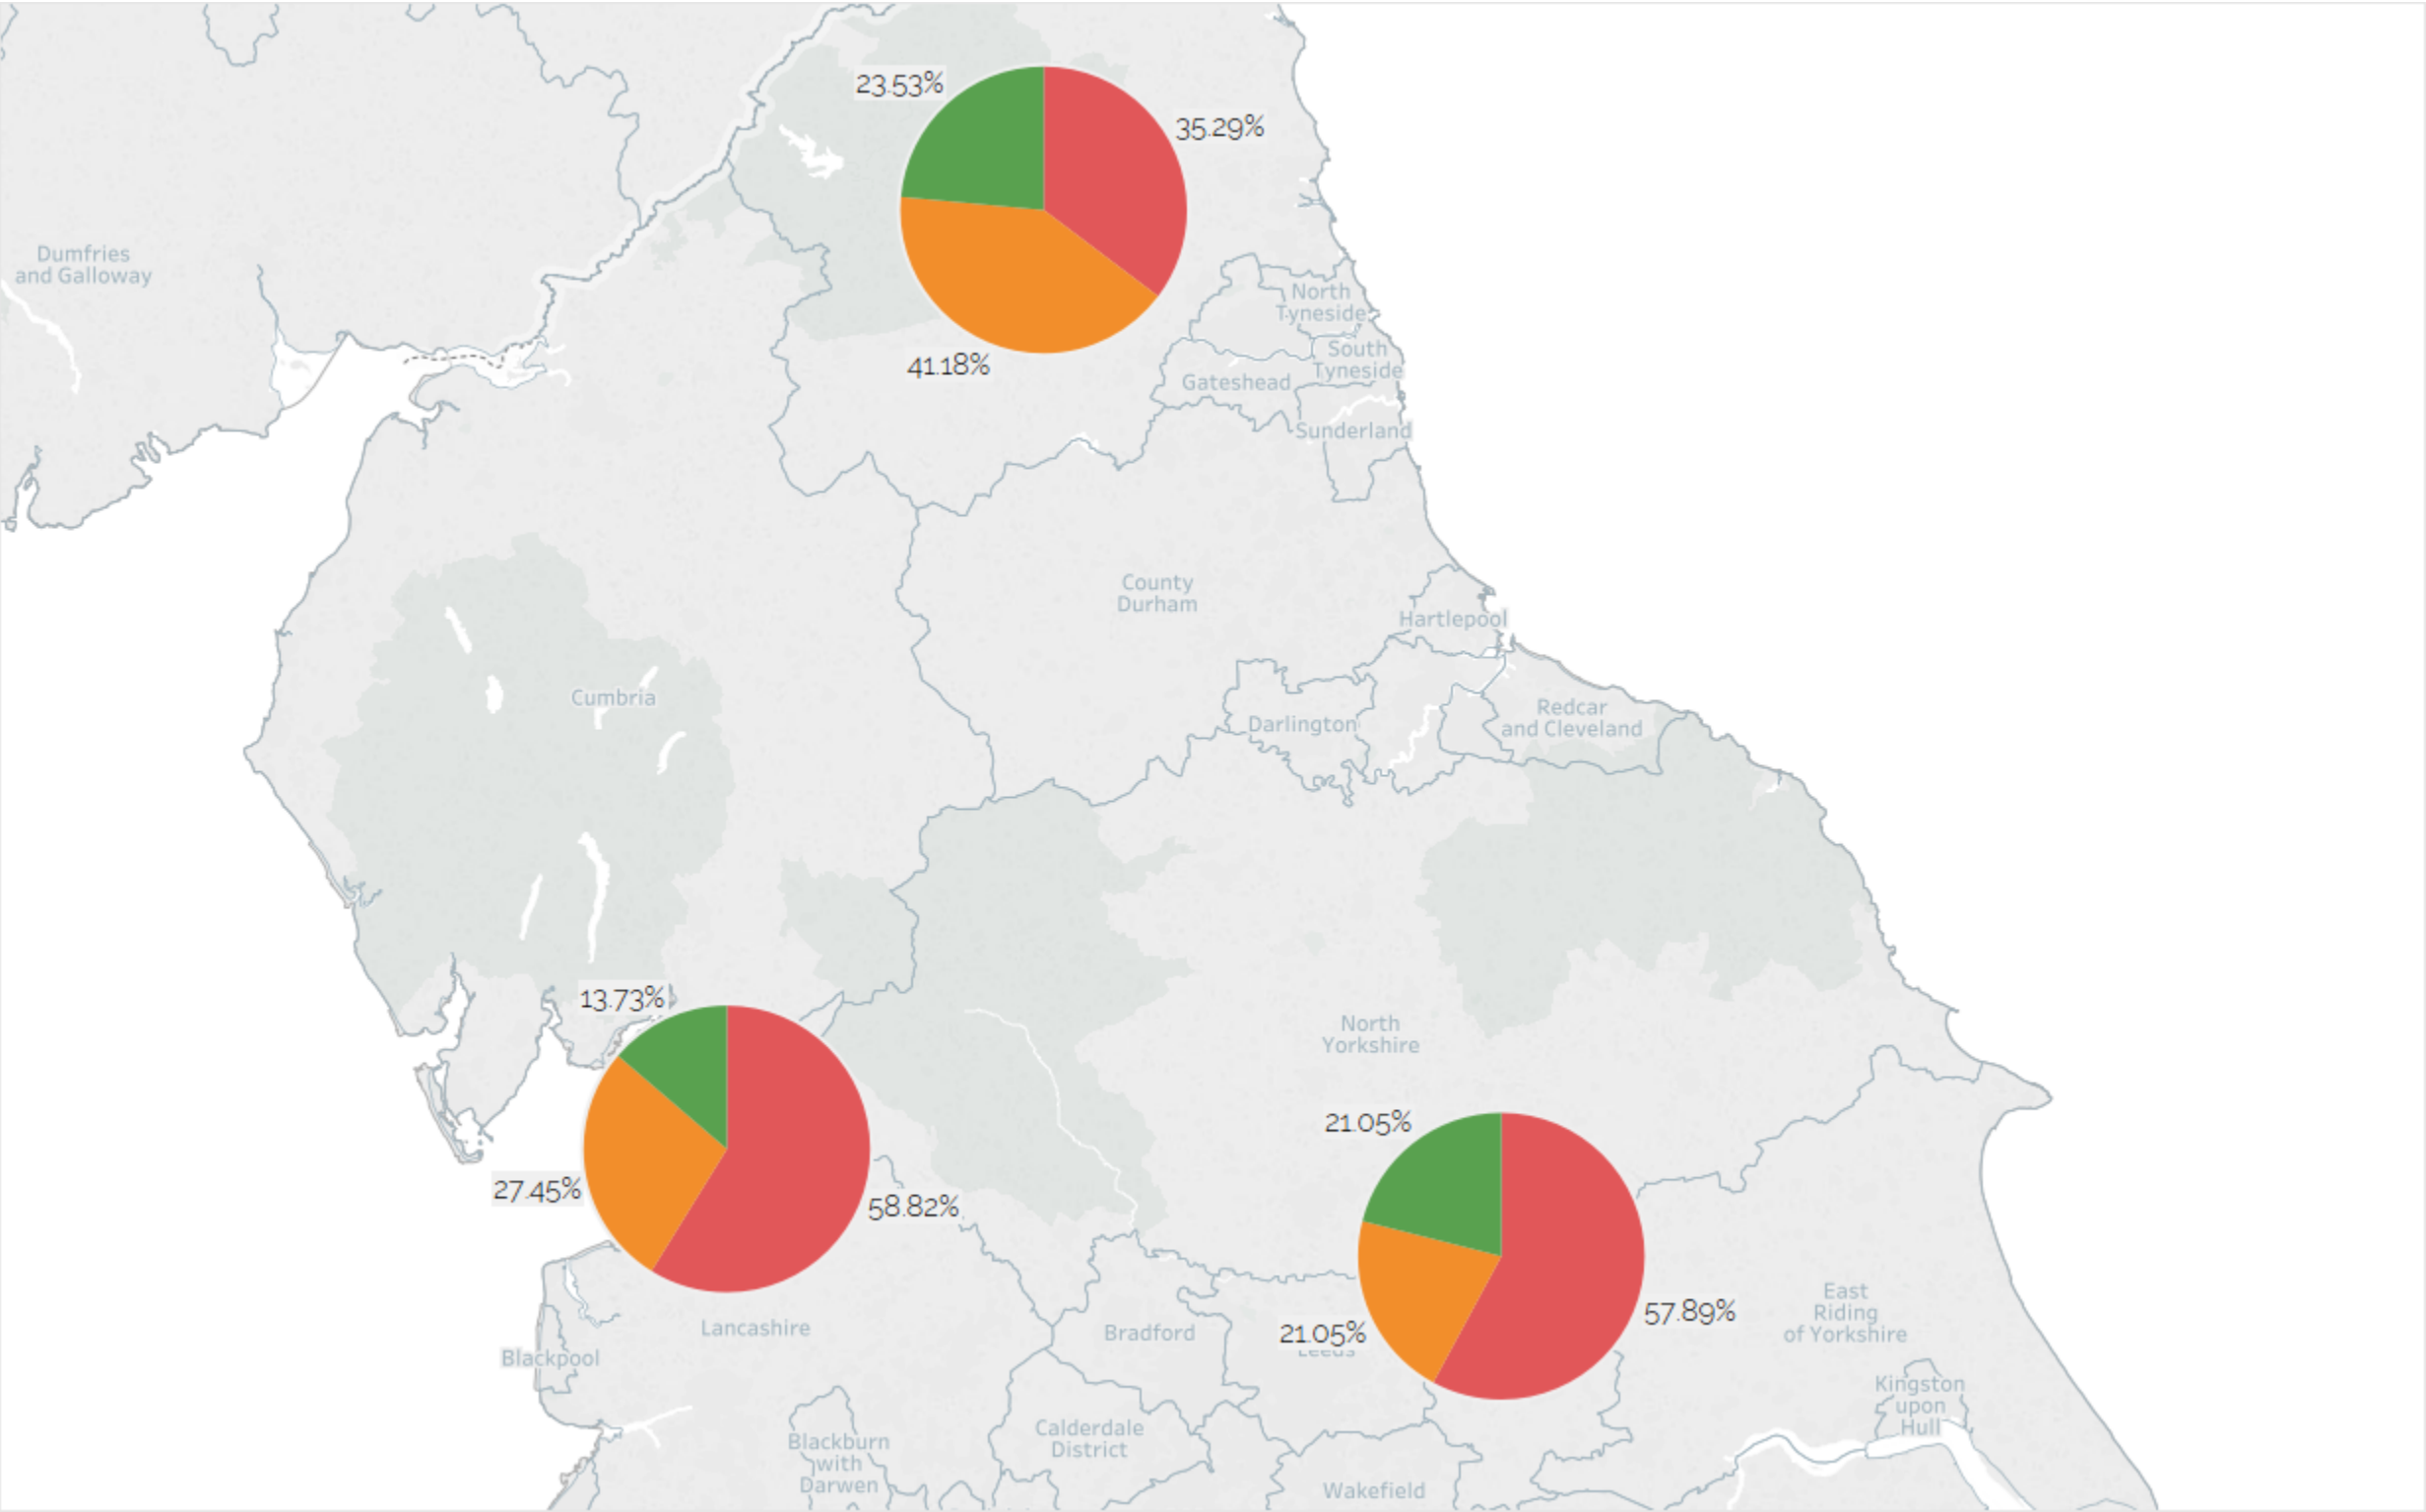 23.53%
35.29%
Dumfries
and Galloway
North
Tyneside
South
Tyneside
41.18%
Gateshead
Sunderland
County
Durham
Hartlepool
Cumbria
Redcar
and Cleveland
Darlington
13.73%
North
Yorkshire
21.05%
27.45%
58.82%
East
Riding
of Yorkshire
57.89%
Lancashire
Bradford
21.05%
Leeds
Blackpool
Kingston
upon
Hull
Calderdale
District
Blackburn
with
Darwen
Wakefield